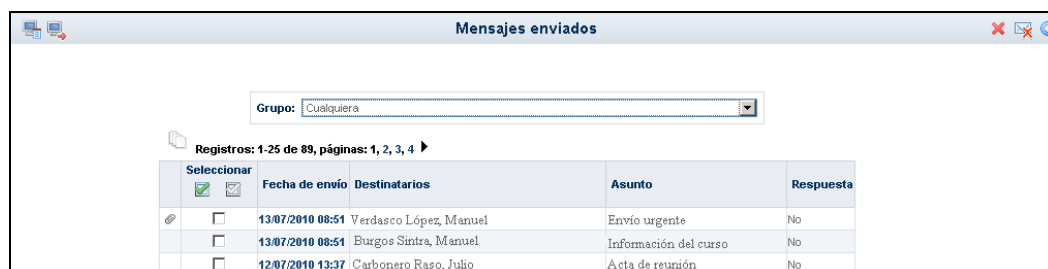 Mensajes enviados
Grupo: Cualquiera
Registros: 1-25 de 89, páginas: 1, 2, 3, 4
Seleccionar Fecha de envío Destinatarios Asunto Respuesta
13/07/2010 08:51 Verdasco López, Manuel Envío urgente No
13/07/2010 08:51 Burgos Sintra, Manuel Información del curso No
12/07/2010 13:37 Carbonero Raso, Julio Acta de reunión No